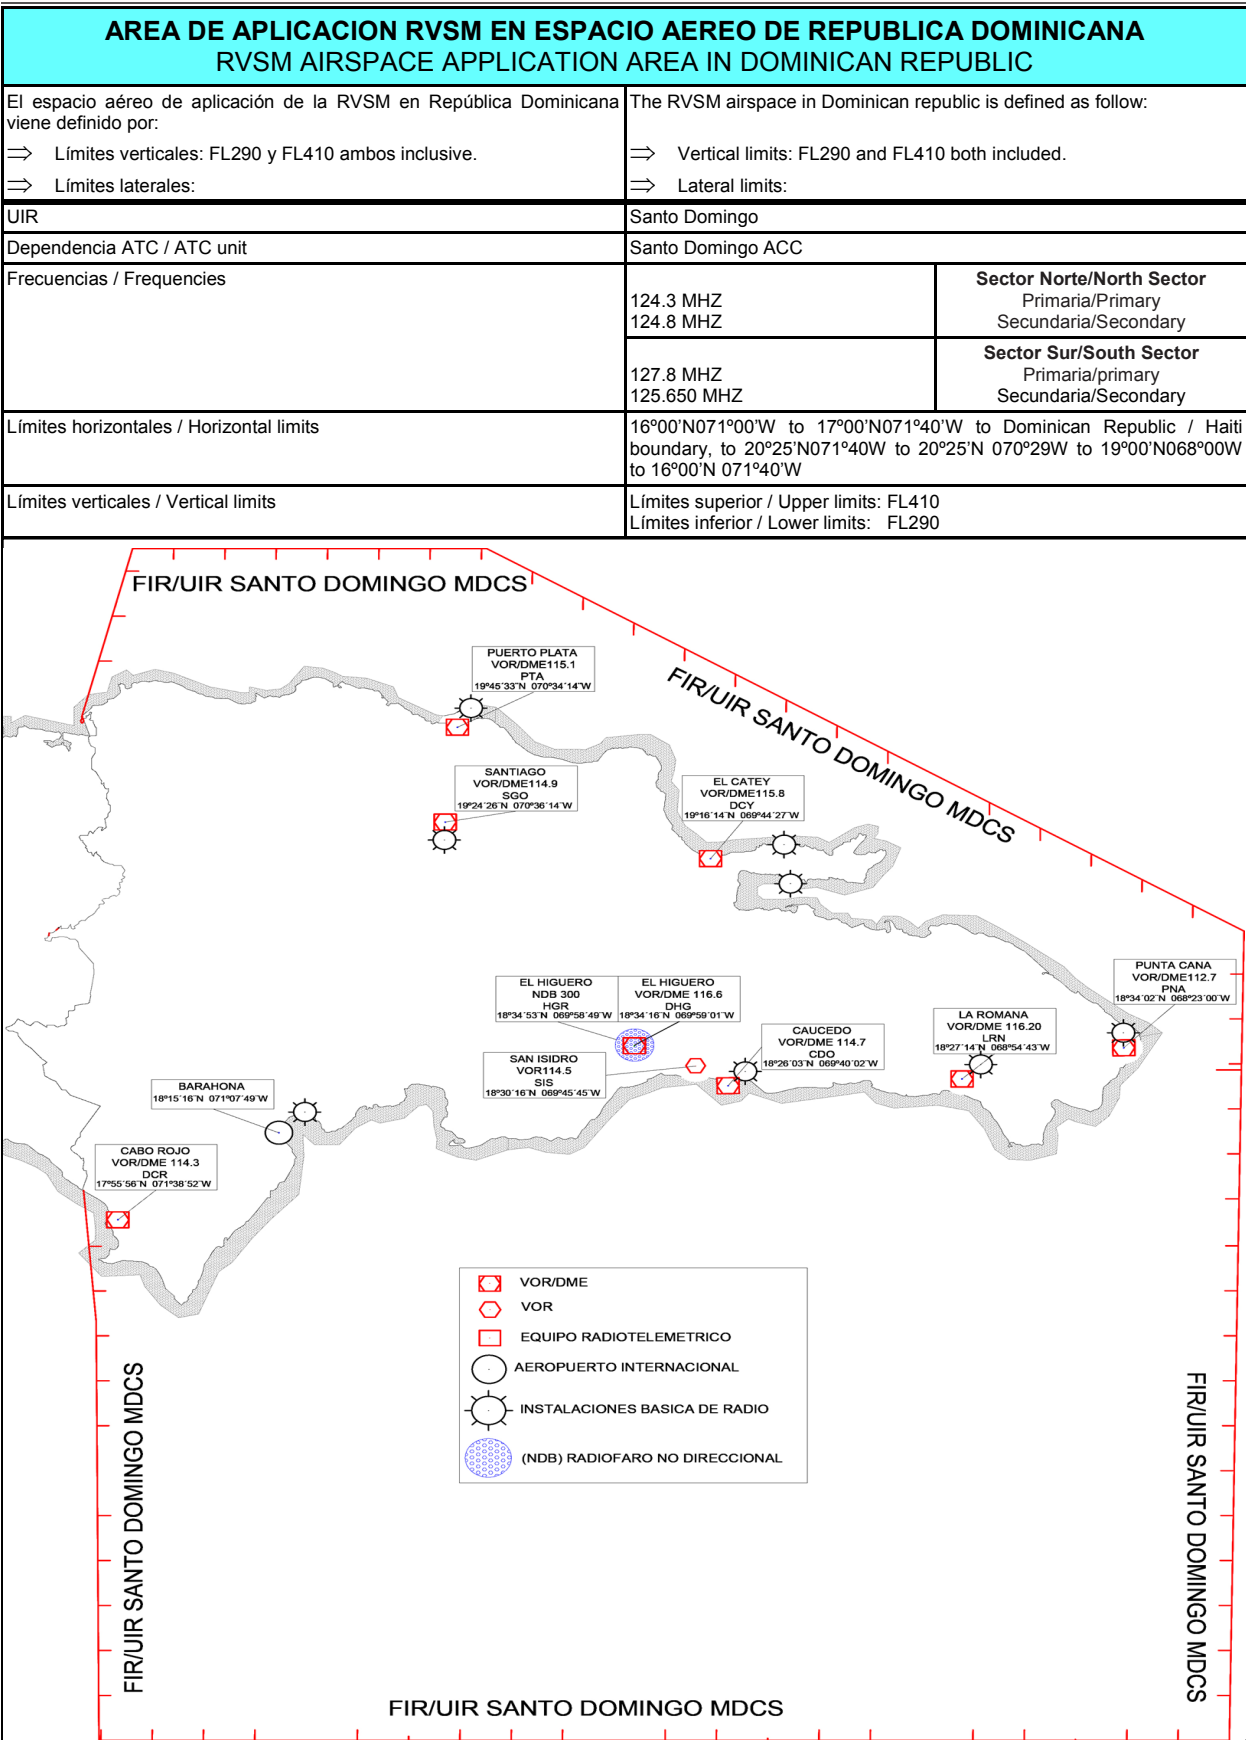 AREA DE APLICACION RVSM EN ESPACIO AEREO DE REPUBLICA DOMINICANA
RVSM AIRSPACE APPLICATION AREA IN DOMINICAN REPUBLIC
El espacio aéreo de aplicación de la RVSM en República Dominicana
viene definido por:
⇒ Límites verticales: FL290 y FL410 ambos inclusive.
⇒ Límites laterales:
The RVSM airspace in Dominican republic is defined as follow:
⇒ Vertical limits: FL290 and FL410 both included.
⇒ Lateral limits:
UIR
Santo Domingo
Dependencia ATC / ATC unit
Santo Domingo ACC
Frecuencias / Frequencies
124.3 MHZ
124.8 MHZ
Sector Norte/North Sector
Primaria/Primary
Secundaria/Secondary
127.8 MHZ
125.650 MHZ
Sector Sur/South Sector
Primaria/primary
Secundaria/Secondary
Límites horizontales / Horizontal limits
16º00'N071º00'W to 17º00'N071º40'W to Dominican Republic / Haiti
boundary, to 20º25'N071º40W to 20º25'N 070º29W to 19º00'N068º00W
to 16º00'N 071º40'W
Límites verticales / Vertical limits
Límites superior / Upper limits: FL410
Límites inferior / Lower limits: FL290
FIR/UIR SANTO DOMINGO MDCS
FIR/UIR SANTO DOMINGO MDCS
PUERTO PLATA
VOR/DME115.1
PTA
19º45´33¨N 070º34´14¨W
SANTIAGO
VOR/DME114.9
SGO
19º24´26¨N 070º36´14¨W
EL CATEY
VOR/DME115.8
DCY
19º16´14¨N 069º44´27¨W
PUNTA CANA
VOR/DME112.7
PNA
18º34´02¨N 068º23´00¨W
EL HIGUERO
NDB 300
HGR
18º34´53¨N 069º58´49¨W
EL HIGUERO
VOR/DME 116.6
DHG
18º34´16¨N 069º59´01¨W
LA ROMANA
VOR/DME 116.20
LRN
18º27´14¨N 068º54´43¨W
CAUCEDO
VOR/DME 114.7
CDO
18º26´03¨N 069º40´02¨W
SAN ISIDRO
VOR114.5
SIS
18º30´16¨N 069º45´45¨W
BARAHONA
18º15´16¨N 071º07´49¨W
CABO ROJO
VOR/DME 114.3
DCR
17º55´56¨N 071º38´52¨W
VOR/DME
VOR
EQUIPO RADIOTELEMETRICO
AEROPUERTO INTERNACIONAL
INSTALACIONES BASICA DE RADIO
(NDB) RADIOFARO NO DIRECCIONAL
FIR/UIR SANTO DOMINGO MDCS
FIR/UIR SANTO DOMINGO MDCS
FIR/UIR SANTO DOMINGO MDCS